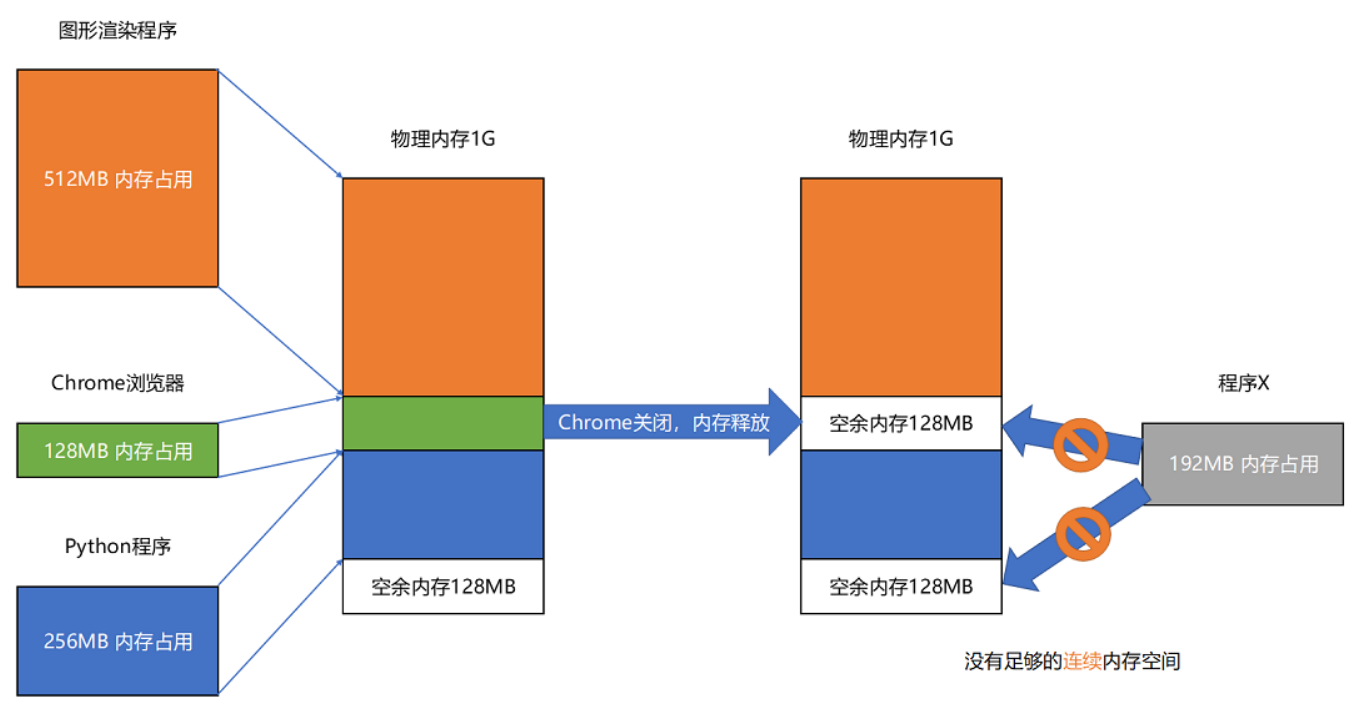 图形渲染程序
512MB 内存占用
Chrome浏览器
128MB 内存占用
Python程序
256MB 内存占用
物理内存1G
空余内存128MB
Chrome关闭，内存释放
物理内存1G
空余内存128MB
空余内存128MB
程序X
192MB 内存占用
没有足够的连续内存空间